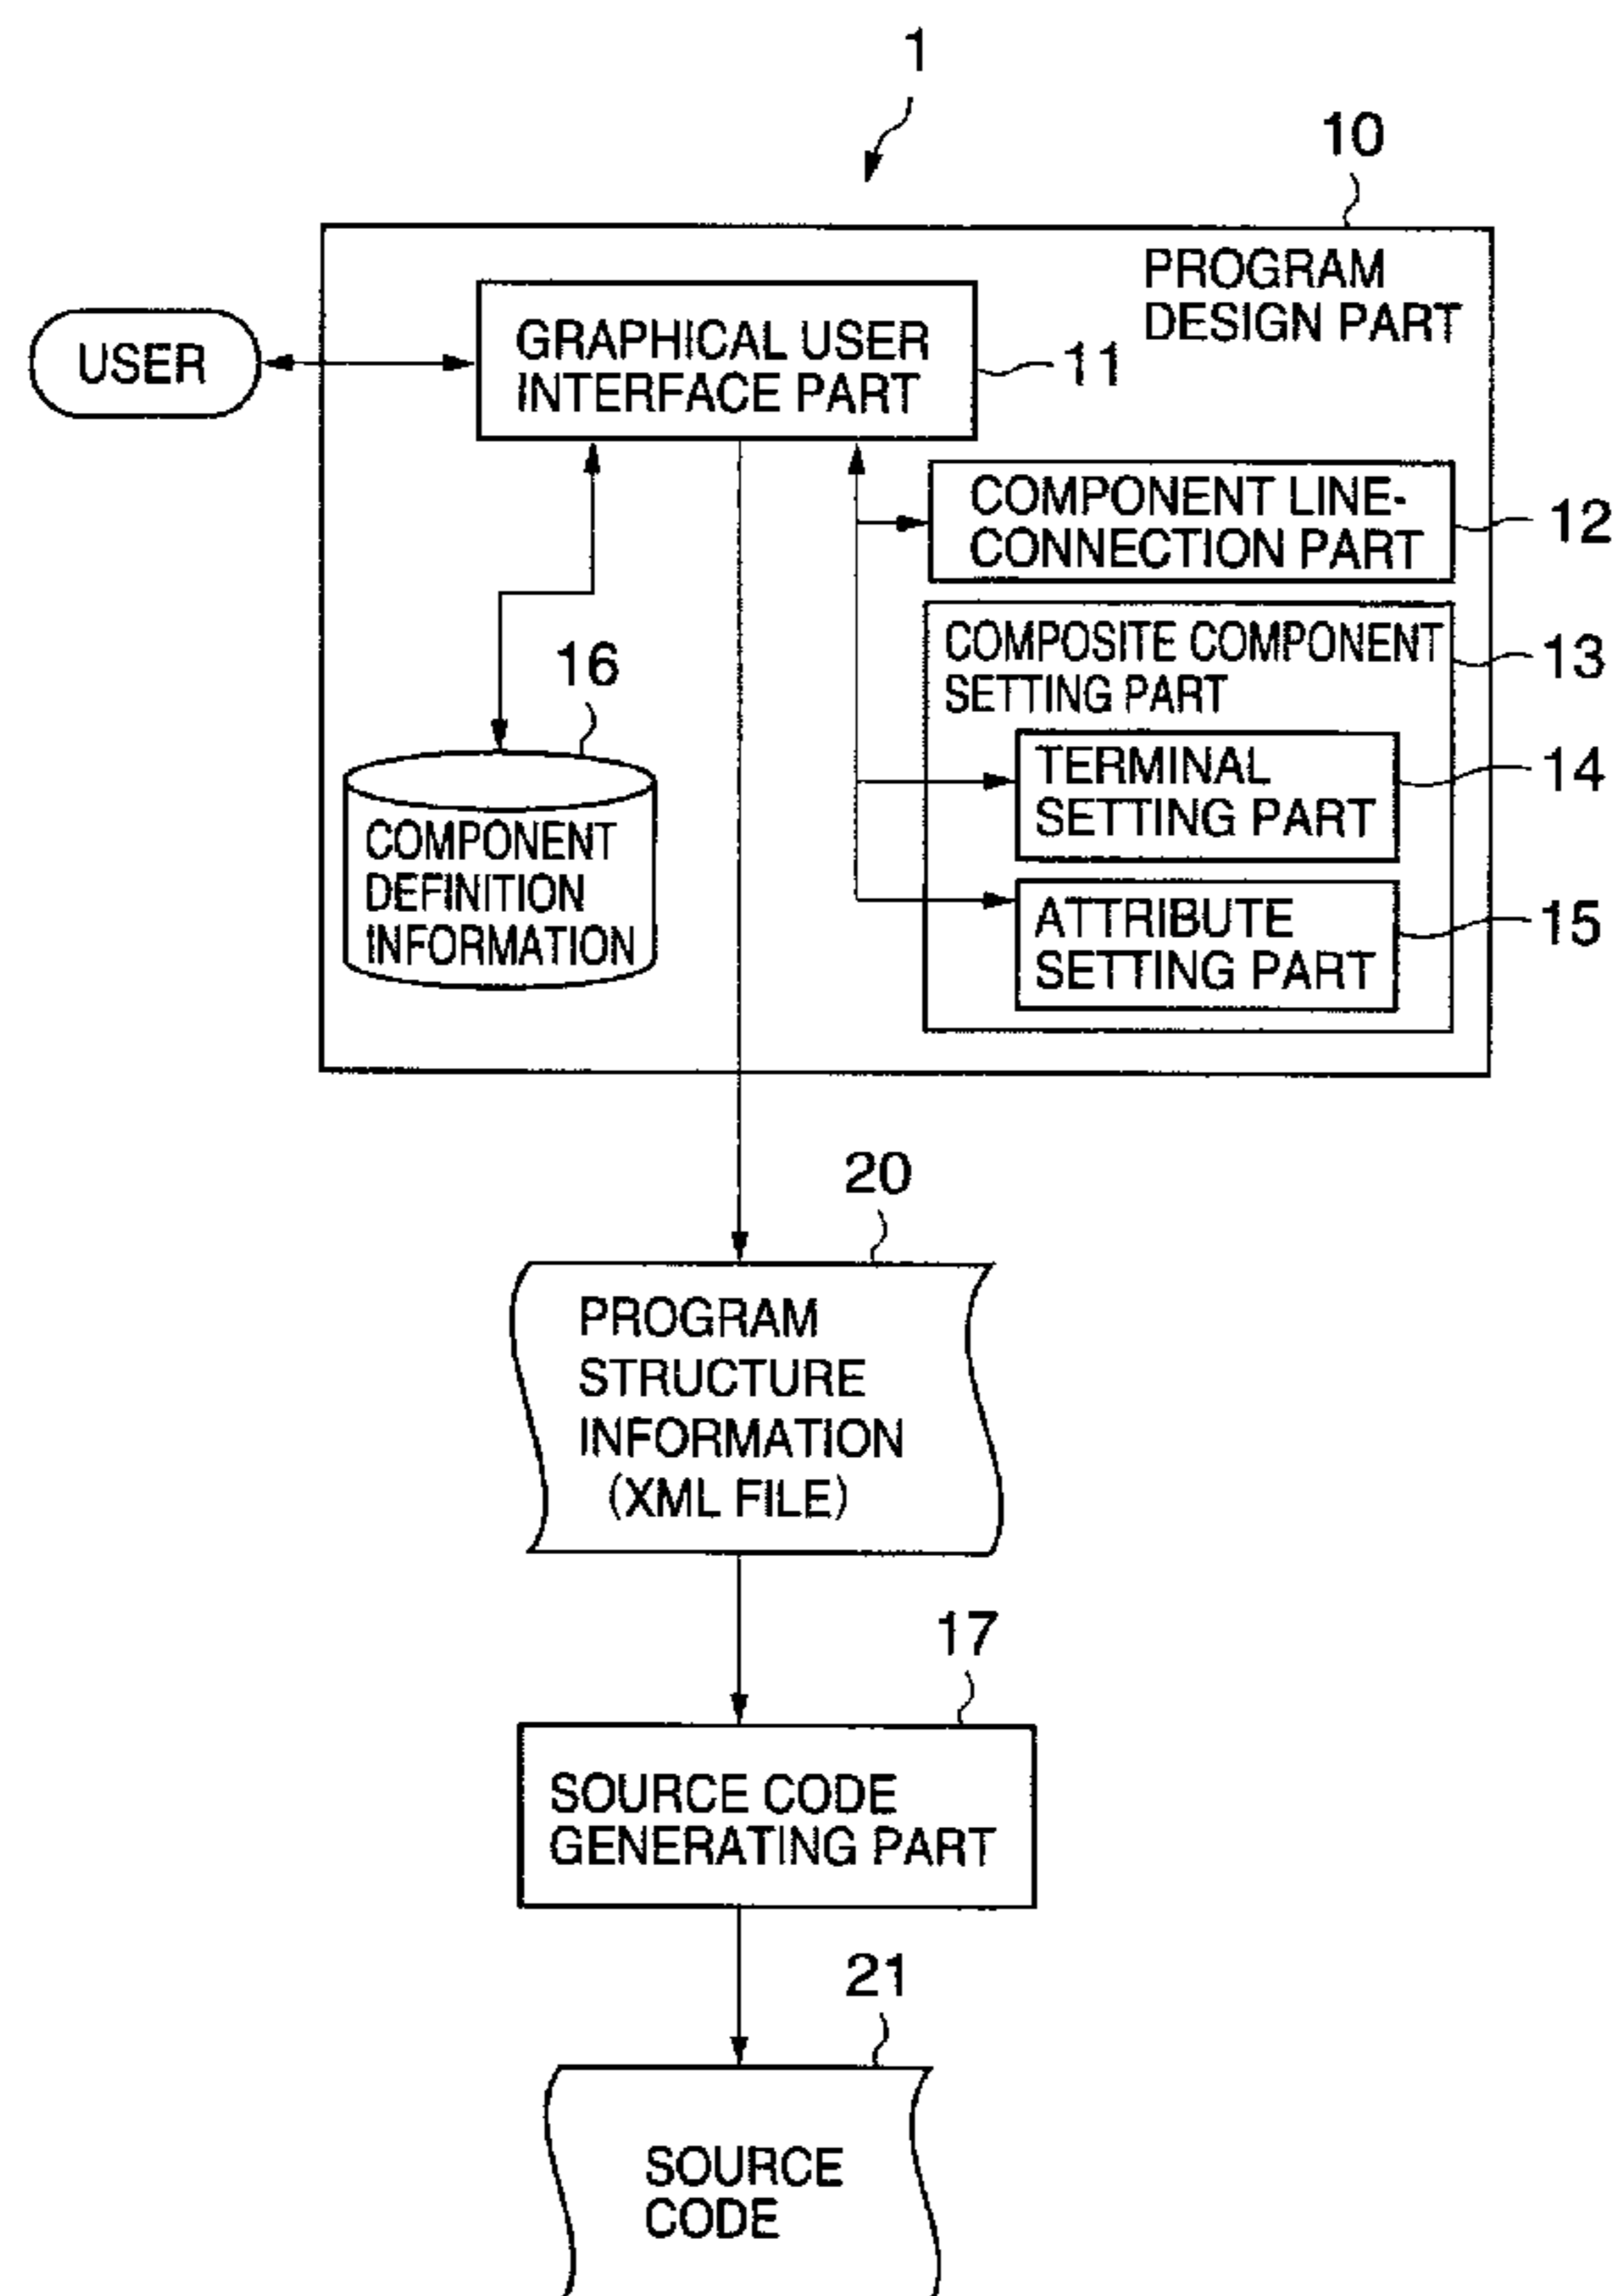 1
10
PROGRAM
DESIGN PART
USER
GRAPHICAL USER
INTERFACE PART
11
COMPONENT LINE-
CONNECTION PART
12
COMPOSITE COMPONENT
SETTING PART
13
16
TERMINAL
SETTING PART
14
COMPONENT
DEFINITION
INFORMATION
ATTRIBUTE
SETTING PART
15
20
PROGRAM
STRUCTURE
INFORMATION
(XML FILE)
17
SOURCE CODE
GENERATING PART
21
SOURCE
CODE